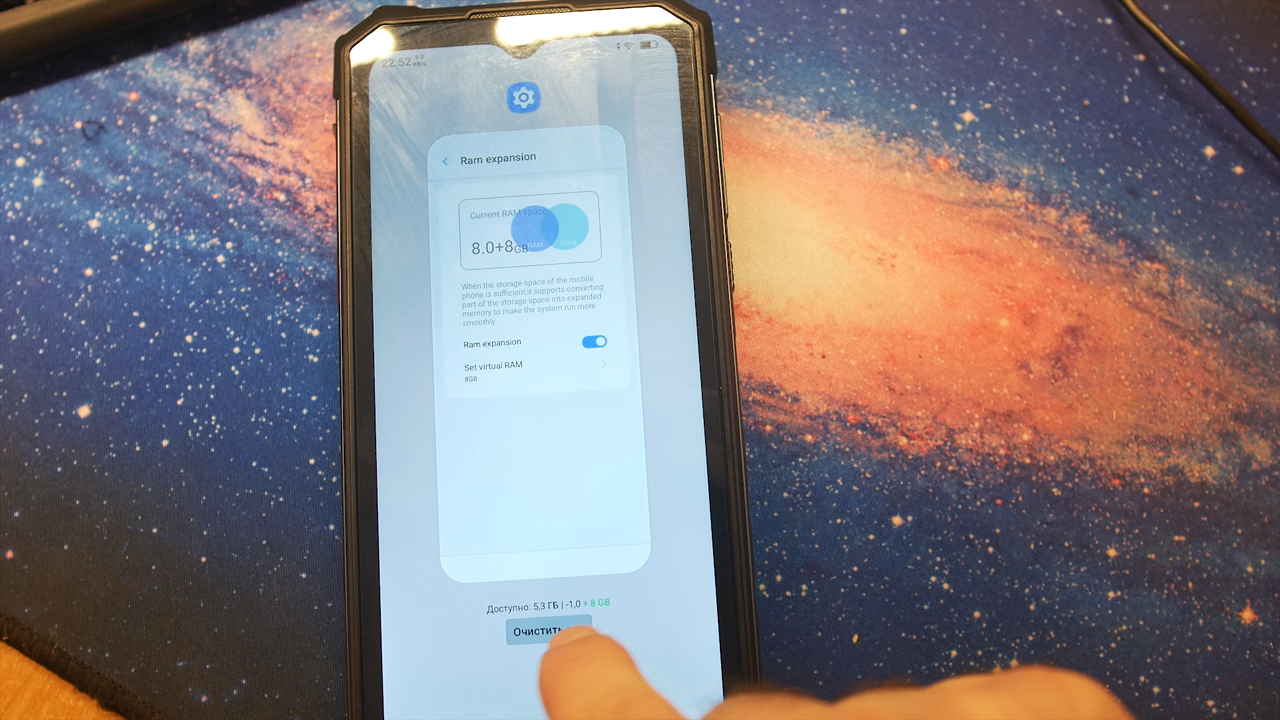 22:52
Ram expansion
Current RAM space
8.0+8GB
RAM
When the storage space of the mobile
phone is sufficient,it supports converting
part of the storage space into expanded
memory to make the system run more
smoothly.
Ram expansion
Set virtual RAM
8GB
Доступно: 5,3 ГБ | -1,0 + 8 GB
Очистить